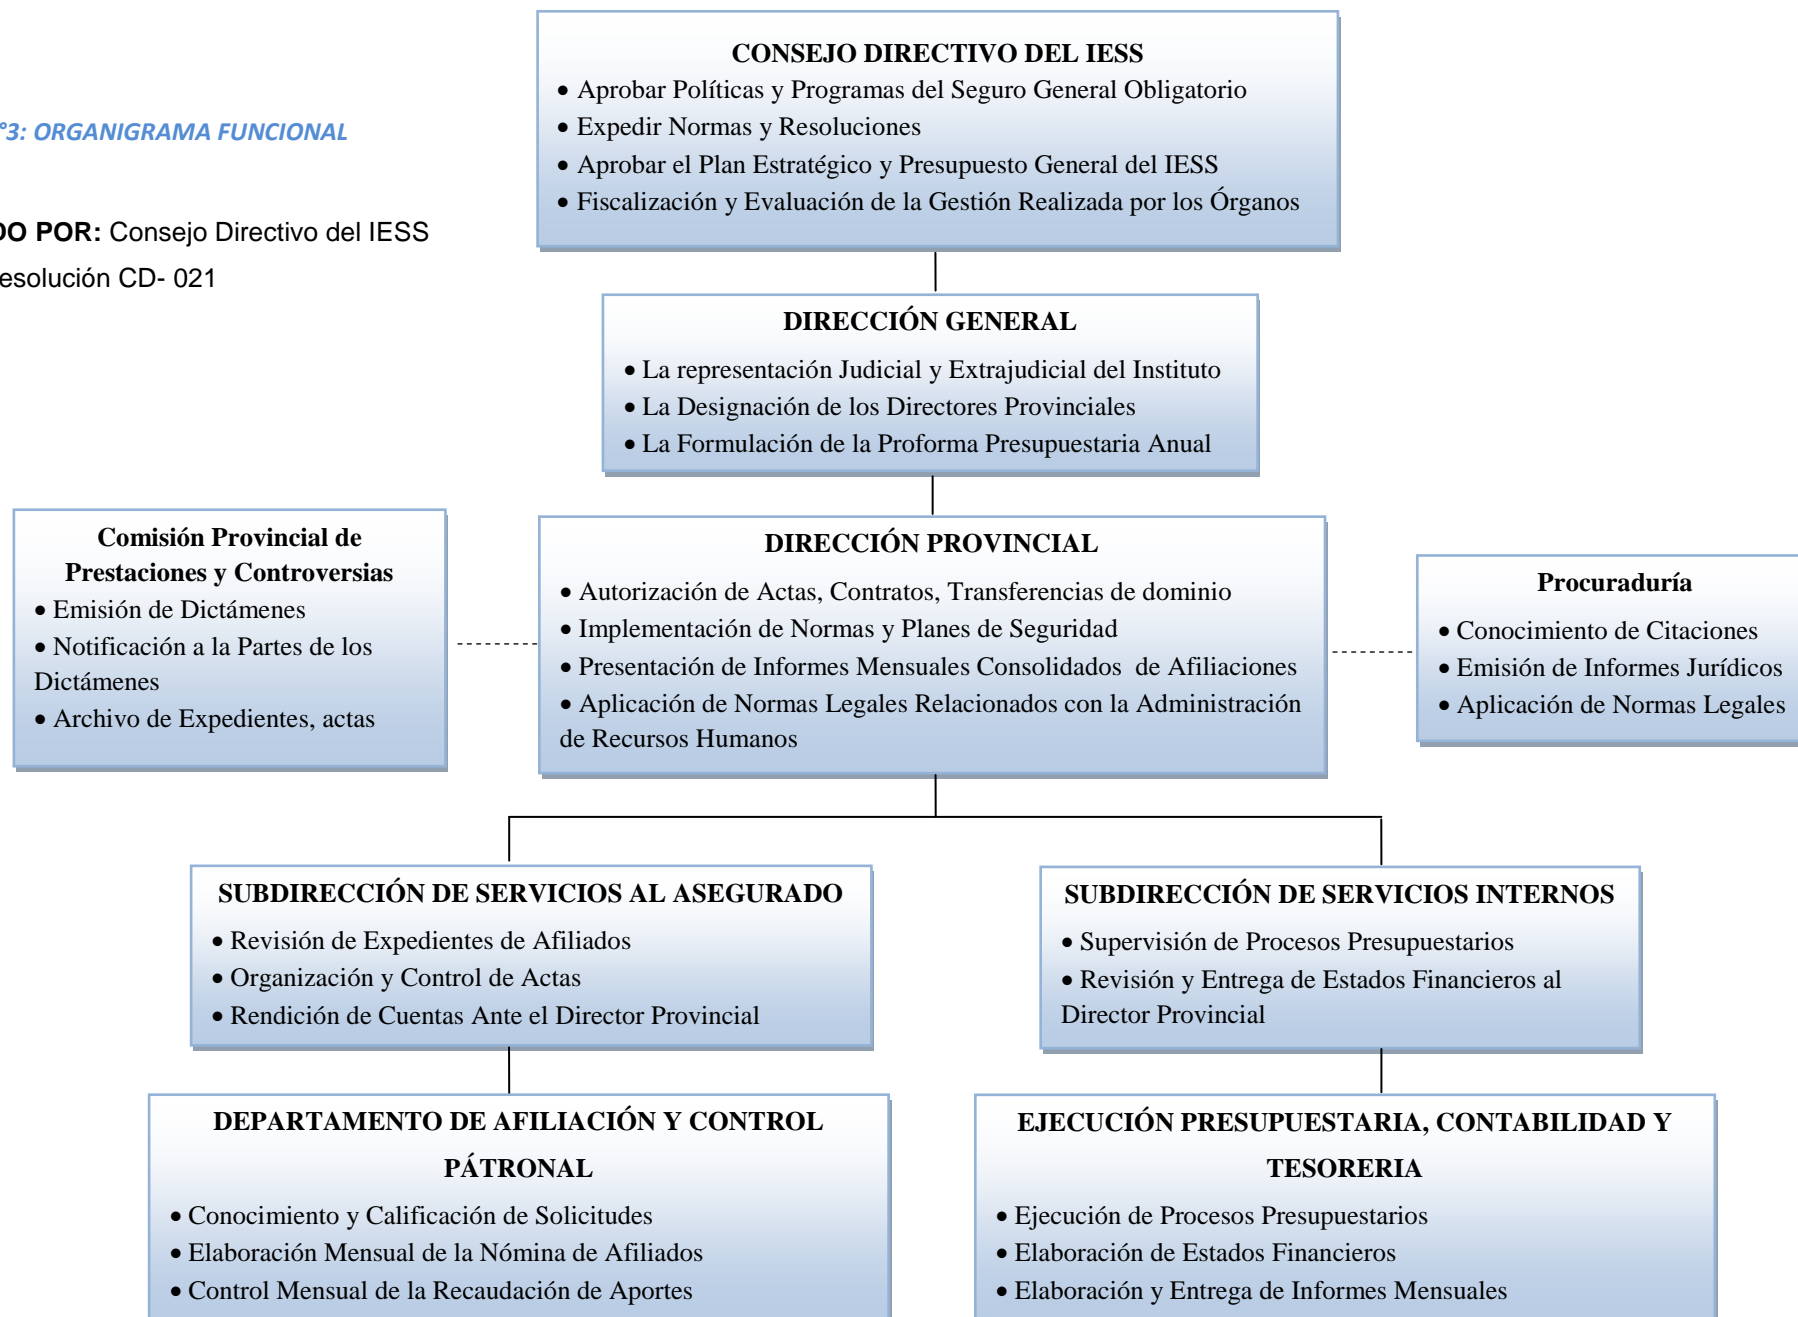 CONSEJO DIRECTIVO DEL IESS
• Aprobar Políticas y Programas del Seguro General Obligatorio
• Expedir Normas y Resoluciones
• Aprobar el Plan Estratégico y Presupuesto General del IESS
• Fiscalización y Evaluación de la Gestión Realizada por los Órganos
°3: ORGANIGRAMA FUNCIONAL
DO POR: Consejo Directivo del IESS
esolución CD- 021
DIRECCIÓN GENERAL
• La representación Judicial y Extrajudicial del Instituto
• La Designación de los Directores Provinciales
• La Formulación de la Proforma Presupuestaria Anual
Comisión Provincial de
Prestaciones y Controversias
• Emisión de Dictámenes
• Notificación a la Partes de los
Dictámenes
• Archivo de Expedientes, actas
DIRECCIÓN PROVINCIAL
• Autorización de Actas, Contratos, Transferencias de dominio
• Implementación de Normas y Planes de Seguridad
• Presentación de Informes Mensuales Consolidados  de Afiliaciones
• Aplicación de Normas Legales Relacionados con la Administración
de Recursos Humanos
Procuraduría
• Conocimiento de Citaciones
• Emisión de Informes Jurídicos
• Aplicación de Normas Legales
SUBDIRECCIÓN DE SERVICIOS AL ASEGURADO
• Revisión de Expedientes de Afiliados
• Organización y Control de Actas
• Rendición de Cuentas Ante el Director Provincial
SUBDIRECCIÓN DE SERVICIOS INTERNOS
• Supervisión de Procesos Presupuestarios
• Revisión y Entrega de Estados Financieros al
Director Provincial
DEPARTAMENTO DE AFILIACIÓN Y CONTROL
PÁTRONAL
• Conocimiento y Calificación de Solicitudes
• Elaboración Mensual de la Nómina de Afiliados
• Control Mensual de la Recaudación de Aportes
EJECUCIÓN PRESUPUESTARIA, CONTABILIDAD Y
TESORERIA
• Ejecución de Procesos Presupuestarios
• Elaboración de Estados Financieros
• Elaboración y Entrega de Informes Mensuales